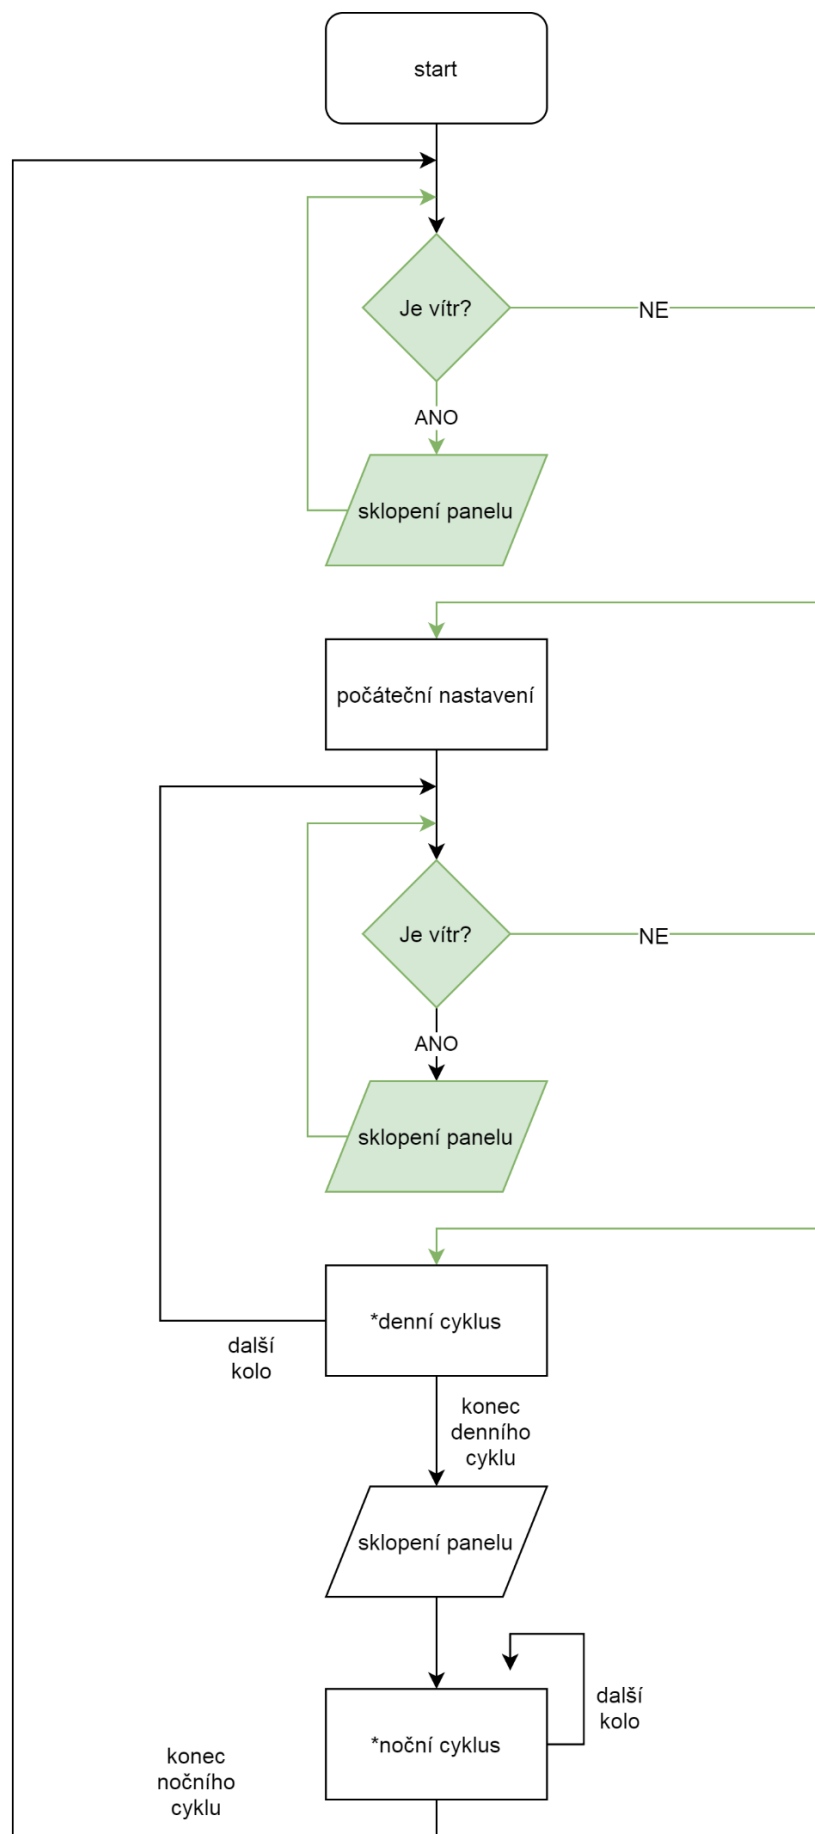 start
Je vítr?
NE
ANO
sklopení panelu
počáteční nastavení
Je vítr?
NE
ANO
sklopení panelu
*denní cyklus
další
kolo
konec
denního
cyklu
sklopení panelu
*noční cyklus
další
kolo
konec
nočního
cyklu